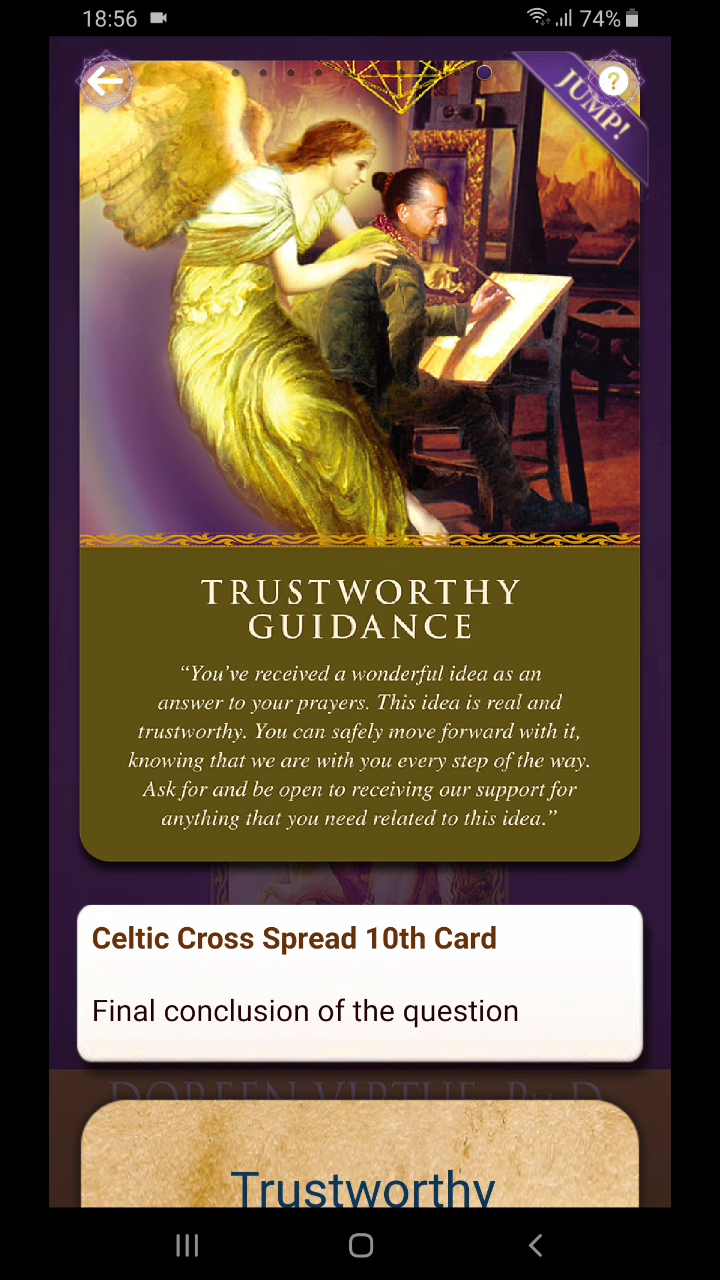 18:56
74%
?
JUMP!
TRUSTWORTHY
GUIDANCE
“You’ve received a wonderful idea as an
answer to your prayers. This idea is real and
trustworthy. You can safely move forward with it,
knowing that we are with you every step of the way.
Ask for and be open to receiving our support for
anything that you need related to this idea.”
Celtic Cross Spread 10th Card
Final conclusion of the question
DOREEN VIRTUE, PH.D.
Trustworthy